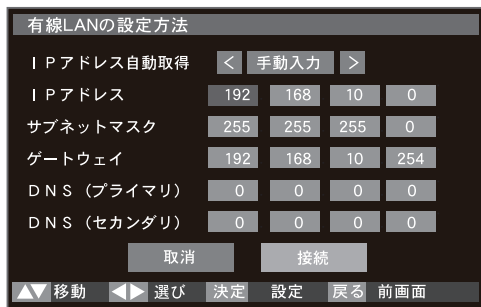 有線LANの設定方法
IPアドレス自動取得 < 手動入力 >
IPアドレス 192 168 10 0
サブネットマスク 255 255 255 0
ゲートウェイ 192 168 10 254
DNS（プライマリ） 0 0 0 0
DNS（セカンダリ） 0 0 0 0
取消 接続
▲▼ 移動 ◀▶ 選び 決定 設定 戻る 前画面